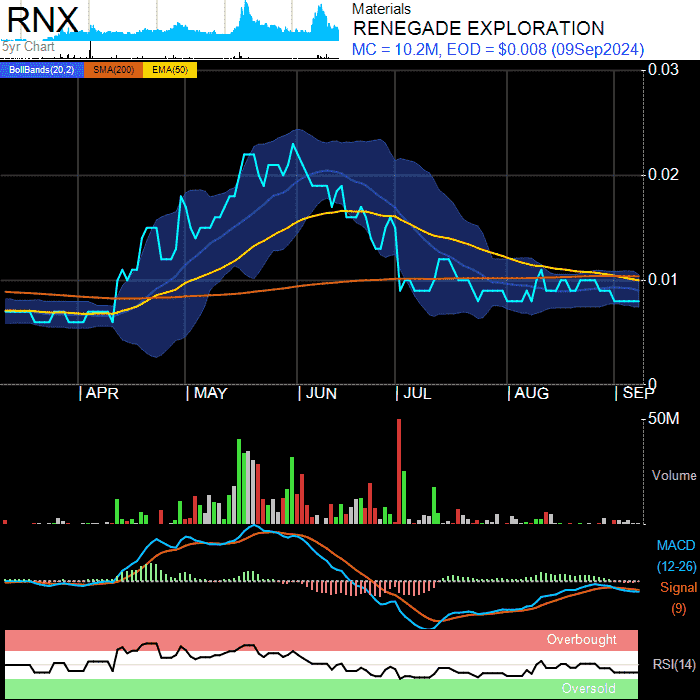 RNX
5yr Chart
Materials
RENEGADE EXPLORATION
MC = 10.2M, EOD = $0.008 (09Sep2024)
BollBands(20,2) SMA(200) EMA(50)
0.03
0.02
0.01
0
APR MAY JUN JUL AUG SEP
50M
Volume
MACD
(12-26)
Signal
(9)
Overbought
RSI(14)
Oversold